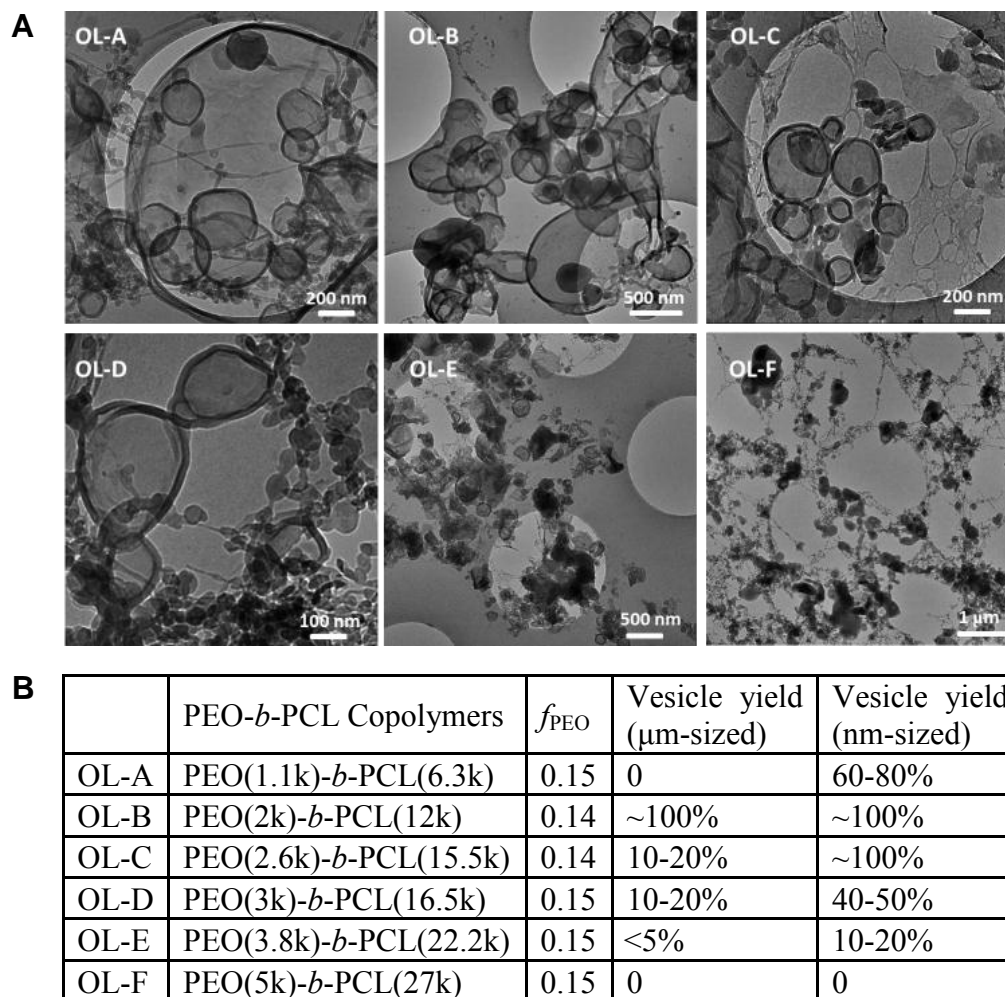 A
OL-A
OL-B
OL-C
200 nm
500 nm
200 nm
OL-D
OL-E
OL-F
100 nm
500 nm
1 μm
B
PEO-b-PCL Copolymers fPEO Vesicle yield (μm-sized) Vesicle yield (nm-sized)
OL-A PEO(1.1k)-b-PCL(6.3k) 0.15 0 60-80%
OL-B PEO(2k)-b-PCL(12k) 0.14 ~100% ~100%
OL-C PEO(2.6k)-b-PCL(15.5k) 0.14 10-20% ~100%
OL-D PEO(3k)-b-PCL(16.5k) 0.15 10-20% 40-50%
OL-E PEO(3.8k)-b-PCL(22.2k) 0.15 <5% 10-20%
OL-F PEO(5k)-b-PCL(27k) 0.15 0 0